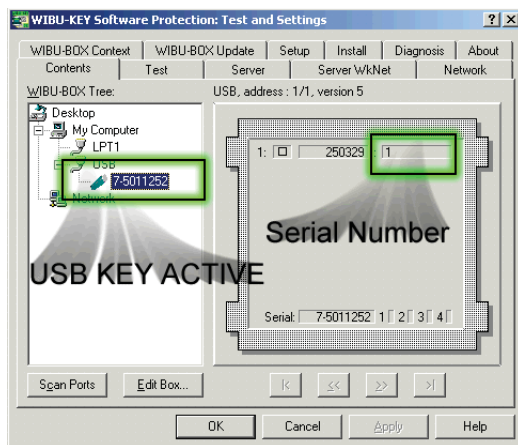 WIBU-KEY Software Protection: Test and Settings
WIBU-BOX Context WIBU-BOX Update Setup Install Diagnosis About
Contents Test Server Server WkNet Network
WIBU-BOX Tree: USB, address : 1/1, version 5
Desktop
My Computer
LPT1
USB
7-5011252
Network
1: 250329 : 1
Serial Number
USB KEY ACTIVE
Serial: 7-5011252 1 2 3 4
Scan Ports Edit Box... |< << >> >|
OK Cancel Apply Help